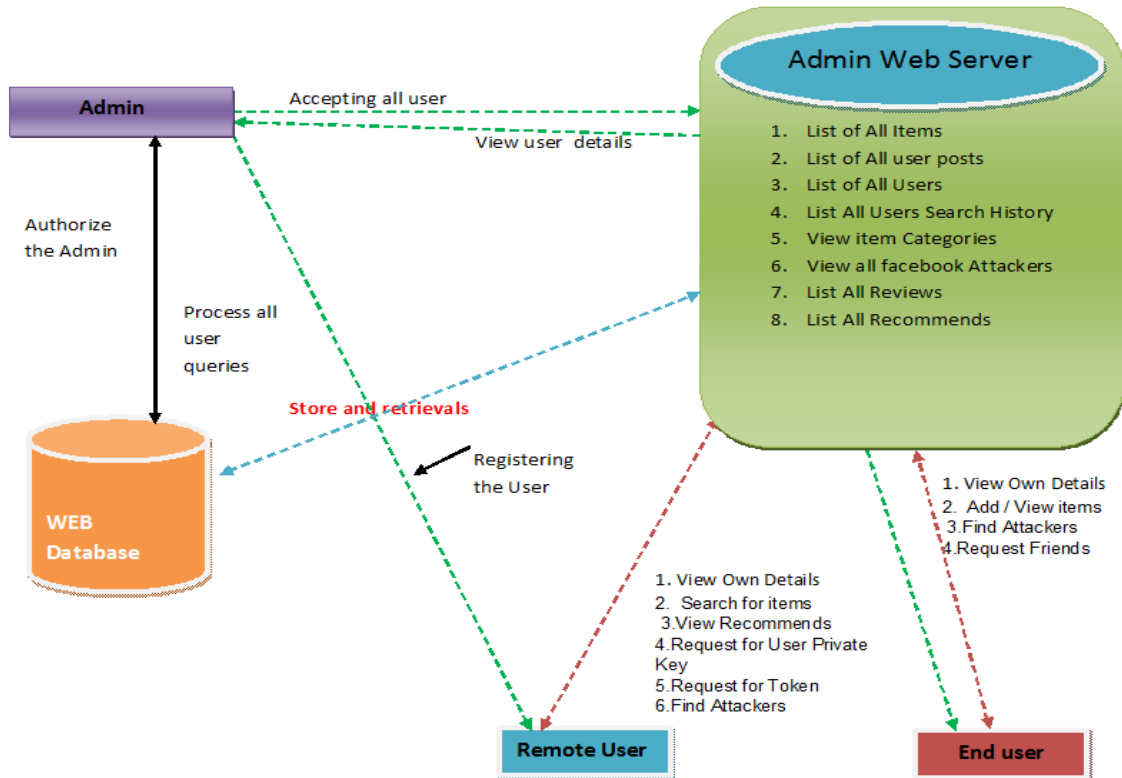 Admin Web Server
Admin
Accepting all user
View user details
1. List of All Items
2. List of All user posts
3. List of All Users
4. List All Users Search History
5. View item Categories
6. View all facebook Attackers
7. List All Reviews
8. List All Recommends
Authorize
the Admin
Process all
user
queries
Store and retrievals
Registering
the User
WEB
Database
1. View Own Details
2. Add / View items
3.Find Attackers
4.Request Friends
1. View Own Details
2. Search for items
3.View Recommends
4.Request for User Private
Key
5.Request for Token
6.Find Attackers
Remote User
End user